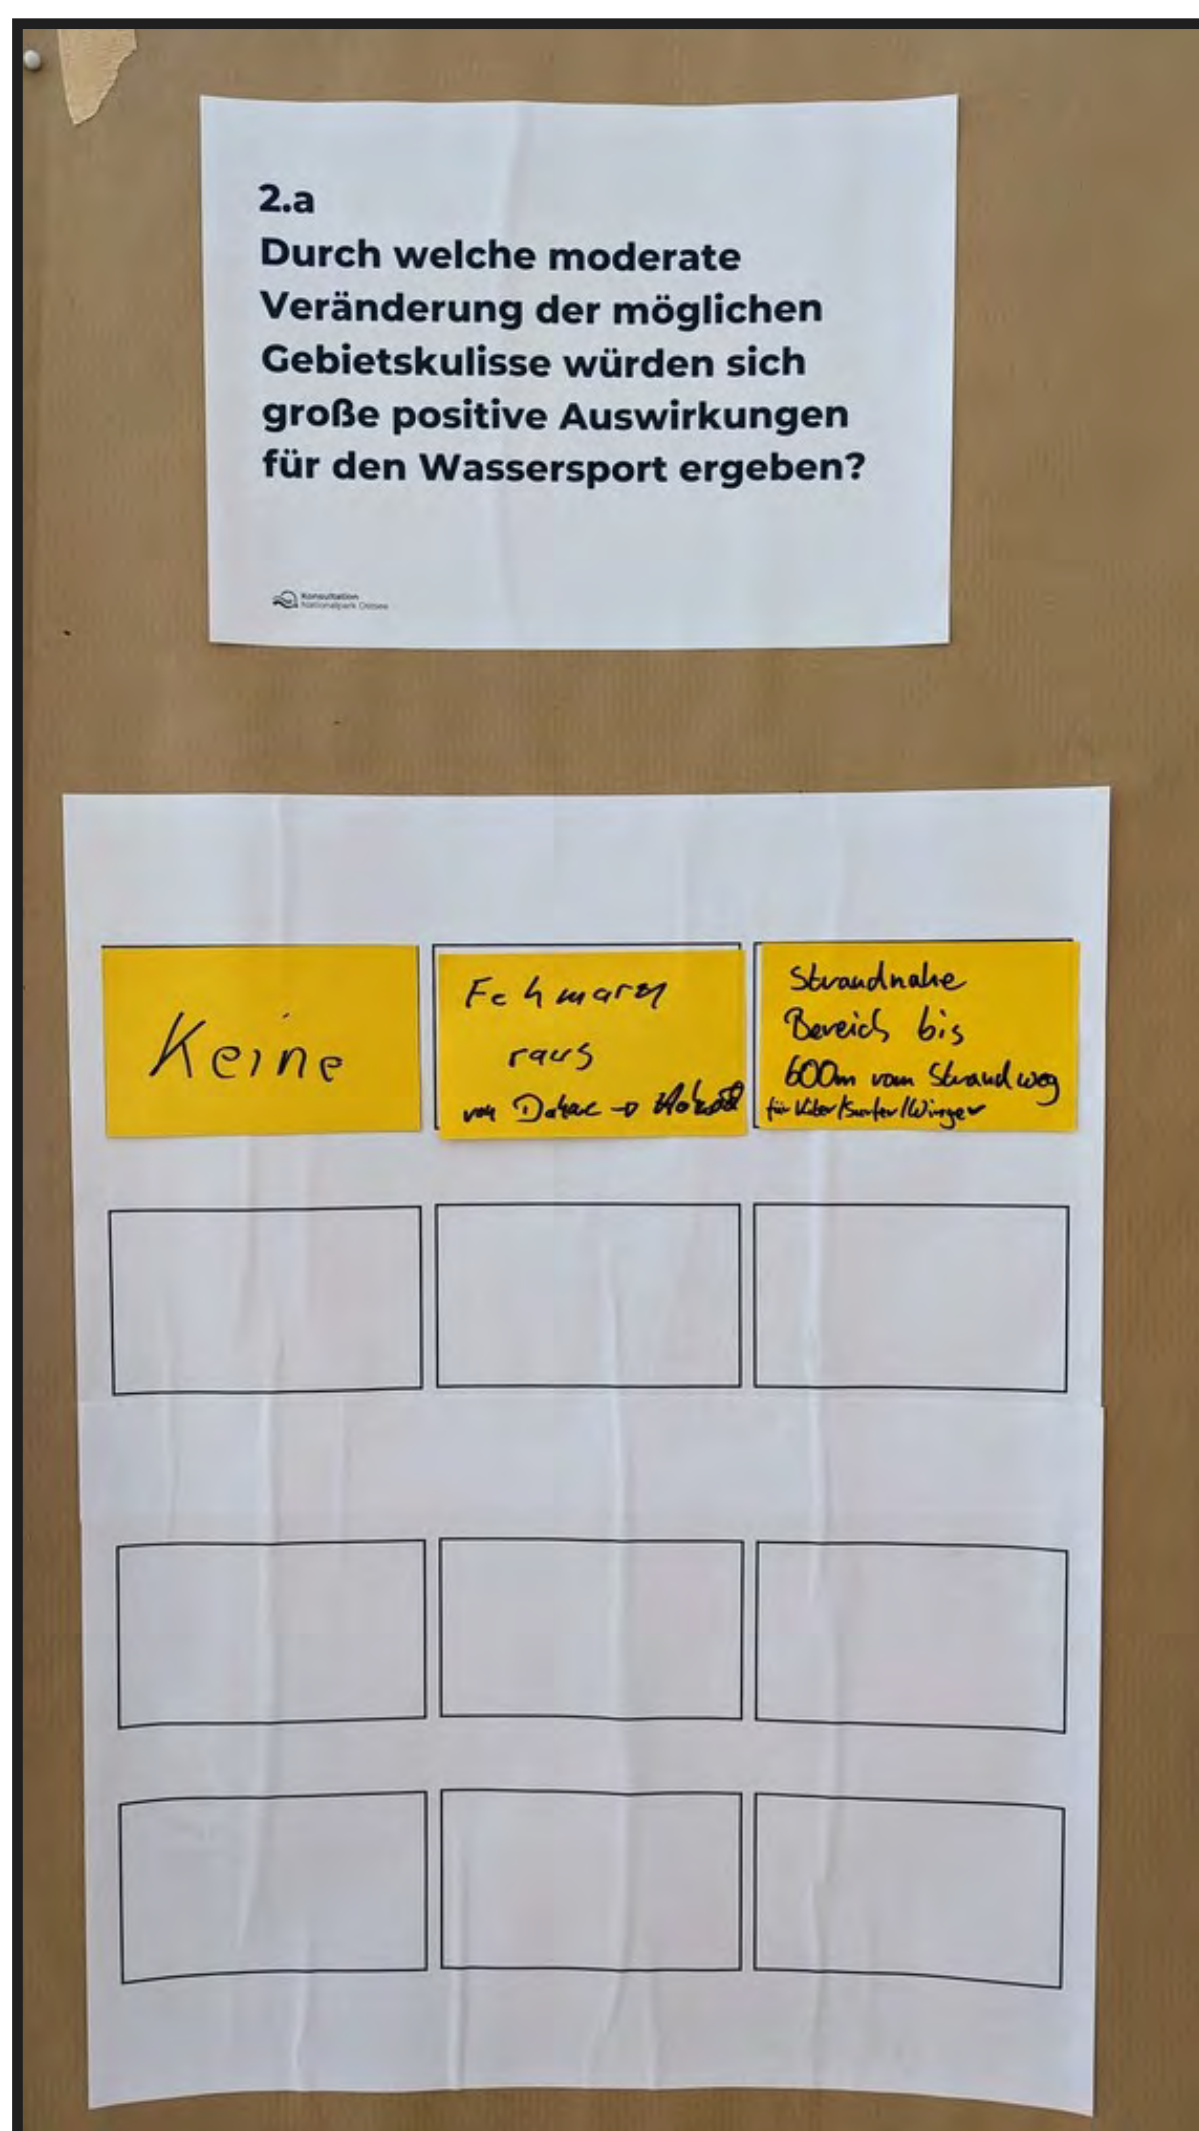 2.a
Durch welche moderate
Veränderung der möglichen
Gebietskulisse würden sich
große positive Auswirkungen
für den Wassersport ergeben?
Konsultation
Nationalpark Ostsee
Keine
Fehmarn
raus
von
Strandnahe
Bereich bis
600m vom Strandweg
für Kiter/Surfer/Winger